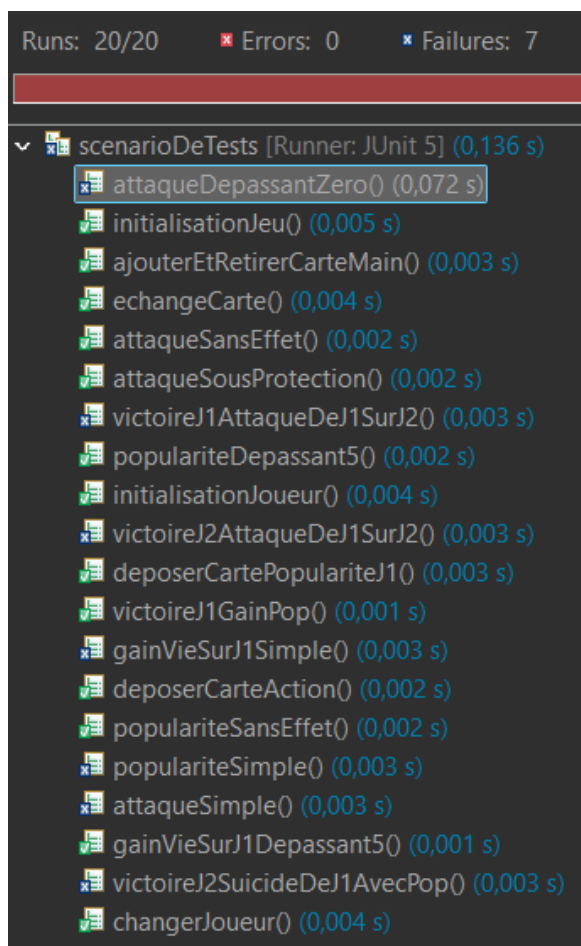 Runs: 20/20 Errors: 0 Failures: 7
scenarioDeTests [Runner: JUnit 5] (0,136 s)
attaqueDepassantZero() (0,072 s)
initialisationJeu() (0,005 s)
ajouterEtRetirerCarteMain() (0,003 s)
echangeCarte() (0,004 s)
attaqueSansEffet() (0,002 s)
attaqueSousProtection() (0,002 s)
victoireJ1AttaqueDeJ1SurJ2() (0,003 s)
populariteDepassant5() (0,002 s)
initialisationJoueur() (0,004 s)
victoireJ2AttaqueDeJ1SurJ2() (0,003 s)
deposerCartePopulariteJ1() (0,003 s)
victoireJ1GainPop() (0,001 s)
gainVieSurJ1Simple() (0,003 s)
deposerCarteAction() (0,002 s)
populariteSansEffet() (0,002 s)
populariteSimple() (0,003 s)
attaqueSimple() (0,003 s)
gainVieSurJ1Depassant5() (0,001 s)
victoireJ2SuicideDeJ1AvecPop() (0,003 s)
changerJoueur() (0,004 s)